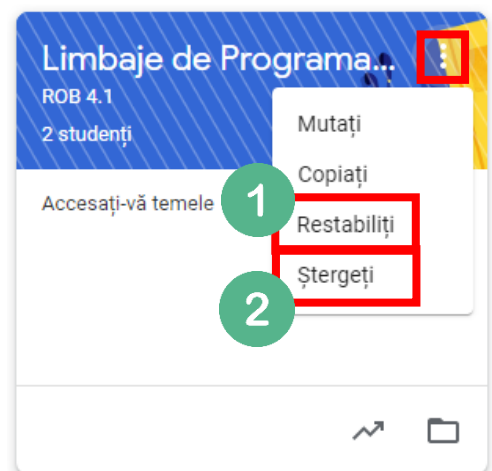 Limbaje de Programa...
ROB 4.1
2 studenți
Mutați
Copiați
Accesați-vă temele
1
Restabiliți
Ștergeți
2